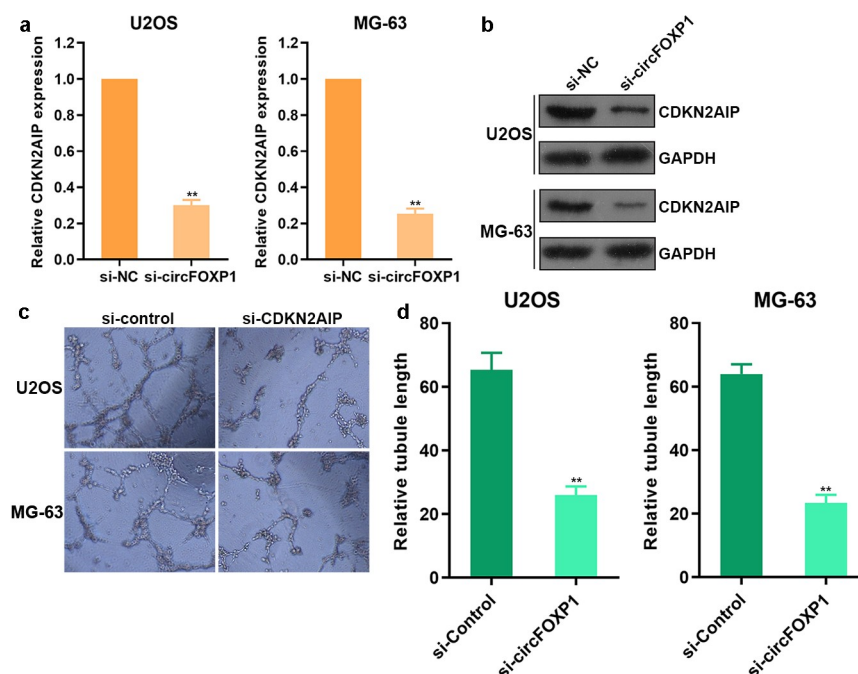 a
U2OS
Relative CDKN2AIP expression
1.2
1.0
0.8
0.6
0.4
0.2
0.0
**
si-NC si-circFOXP1
MG-63
Relative CDKN2AIP expression
1.2
1.0
0.8
0.6
0.4
0.2
0.0
**
si-NC si-circFOXP1
b
si-NC si-circFOXP1
U2OS
CDKN2AIP
GAPDH
MG-63
CDKN2AIP
GAPDH
c
si-control si-CDKN2AIP
U2OS
MG-63
d
U2OS
Relative tubule length
80
60
40
20
0
**
si-Control si-circFOXP1
MG-63
Relative tubule length
80
60
40
20
0
**
si-Control si-circFOXP1